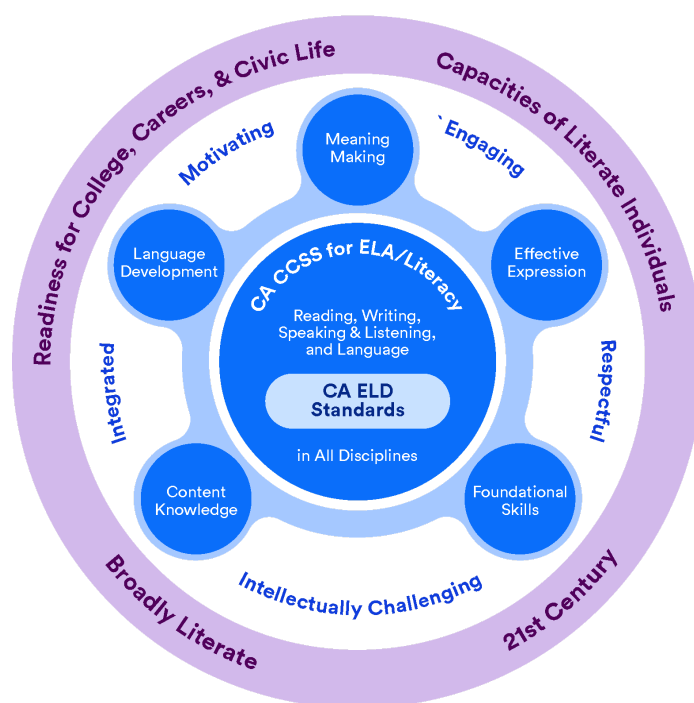 Readiness for College, Careers, & Civic Life
Capacities of Literate Individuals
Motivating
` Engaging
Meaning
Making
Language
Development
Effective
Expression
CA CCSS for ELA/Literacy
Reading, Writing,
Speaking & Listening,
and Language
CA ELD
Standards
in All Disciplines
Integrated
Respectful
Content
Knowledge
Foundational
Skills
Intellectually Challenging
Broadly Literate
21st Century